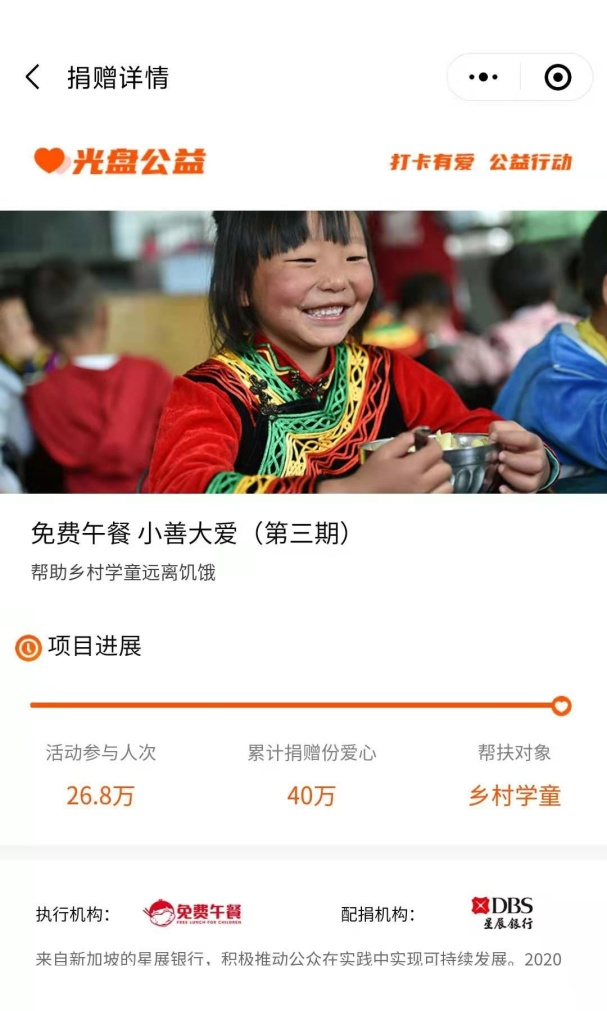 捐赠详情
光盘公益
打卡有爱 公益行动
免费午餐 小善大爱（第三期）
帮助乡村学童远离饥饿
项目进展
活动参与人次 累计捐赠份爱心 帮扶对象
26.8万 40万 乡村学童
执行机构： 免费午餐 配捐机构： DBS
FREE LUNCH FOR CHILDREN 星展银行
来自新加坡的星展银行，积极推动公众在实践中实现可持续发展。2020